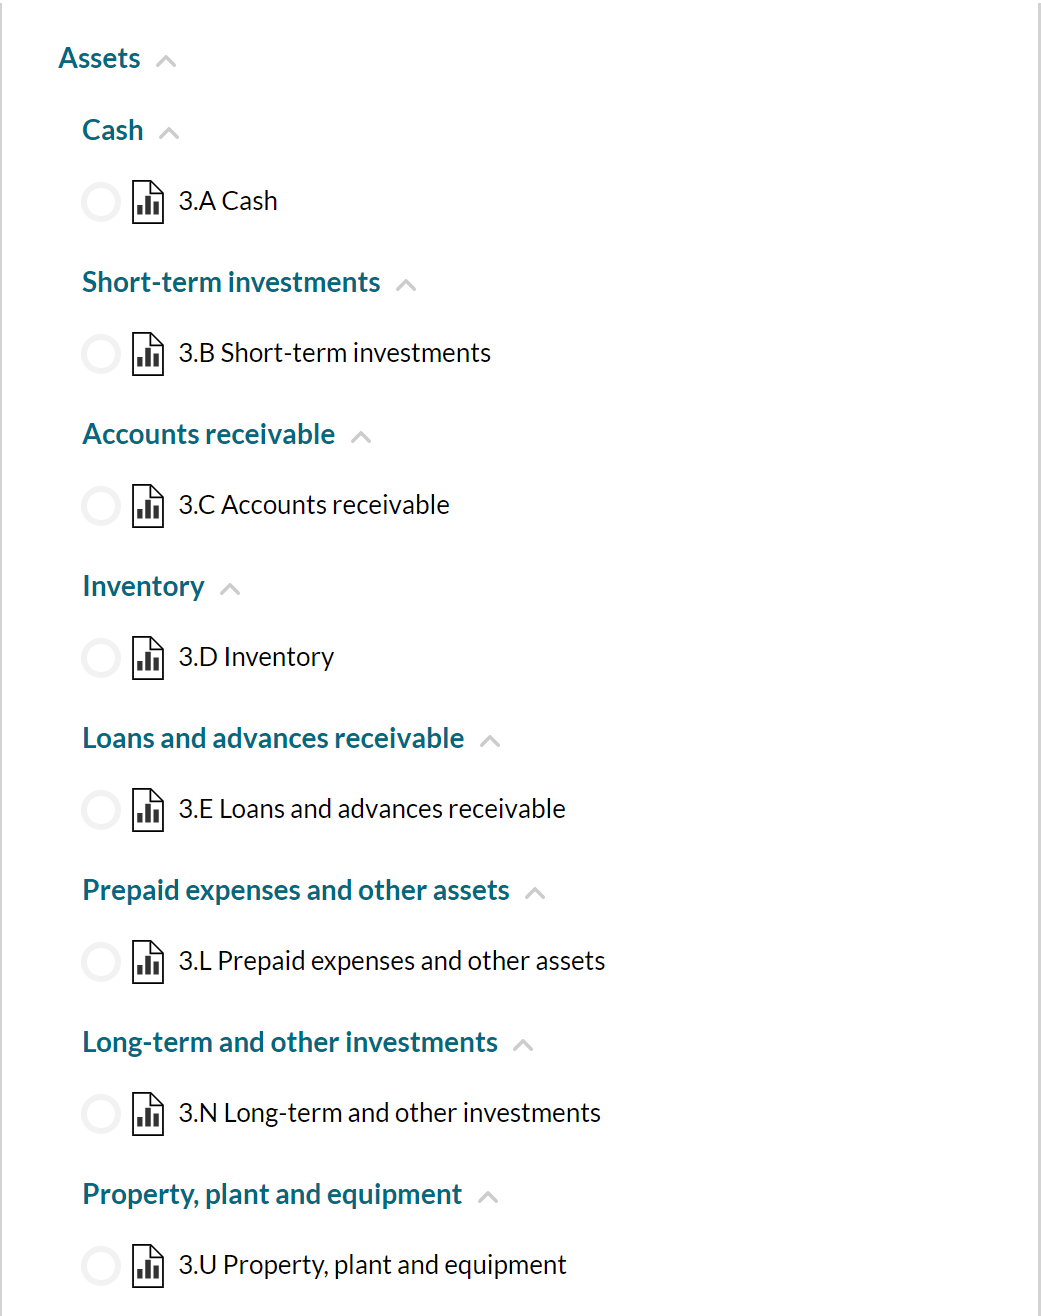 Assets
Cash
3.A Cash
Short-term investments
3.B Short-term investments
Accounts receivable
3.C Accounts receivable
Inventory
3.D Inventory
Loans and advances receivable
3.E Loans and advances receivable
Prepaid expenses and other assets
3.L Prepaid expenses and other assets
Long-term and other investments
3.N Long-term and other investments
Property, plant and equipment
3.U Property, plant and equipment